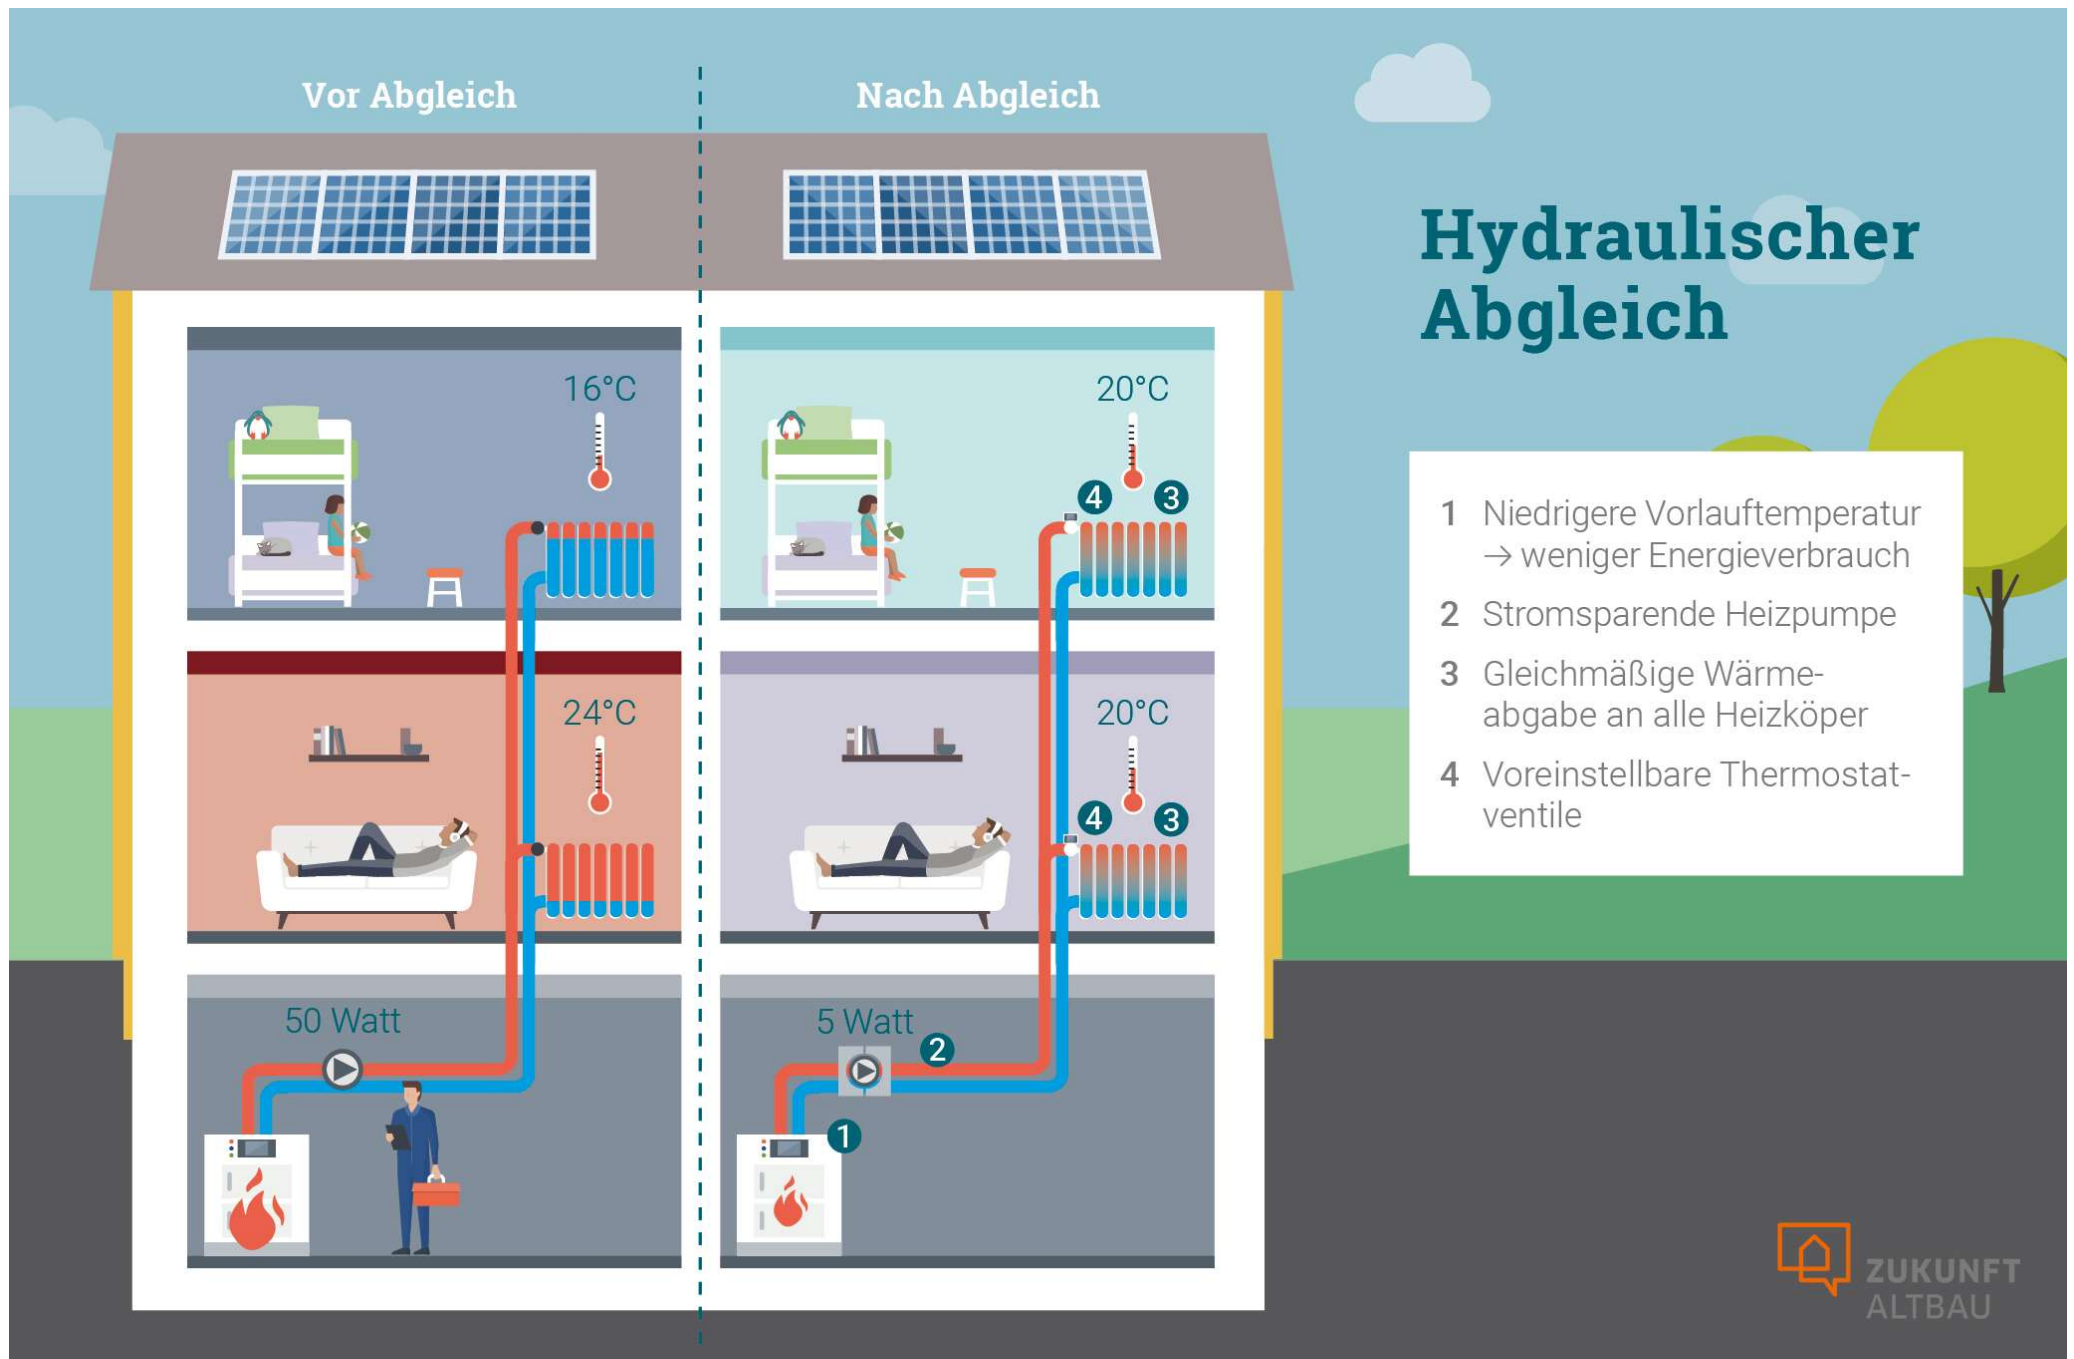 Vor Abgleich
Nach Abgleich
Hydraulischer
Abgleich
16°C
20°C
4
3
24°C
20°C
4
3
50 Watt
5 Watt
2
1
1 Niedrigere Vorlauftemperatur
→ weniger Energieverbrauch
2 Stromsparende Heizpumpe
3 Gleichmäßige Wärme-
abgabe an alle Heizköper
4 Voreinstellbare Thermostat-
ventile
ZUKUNFT
ALTBAU